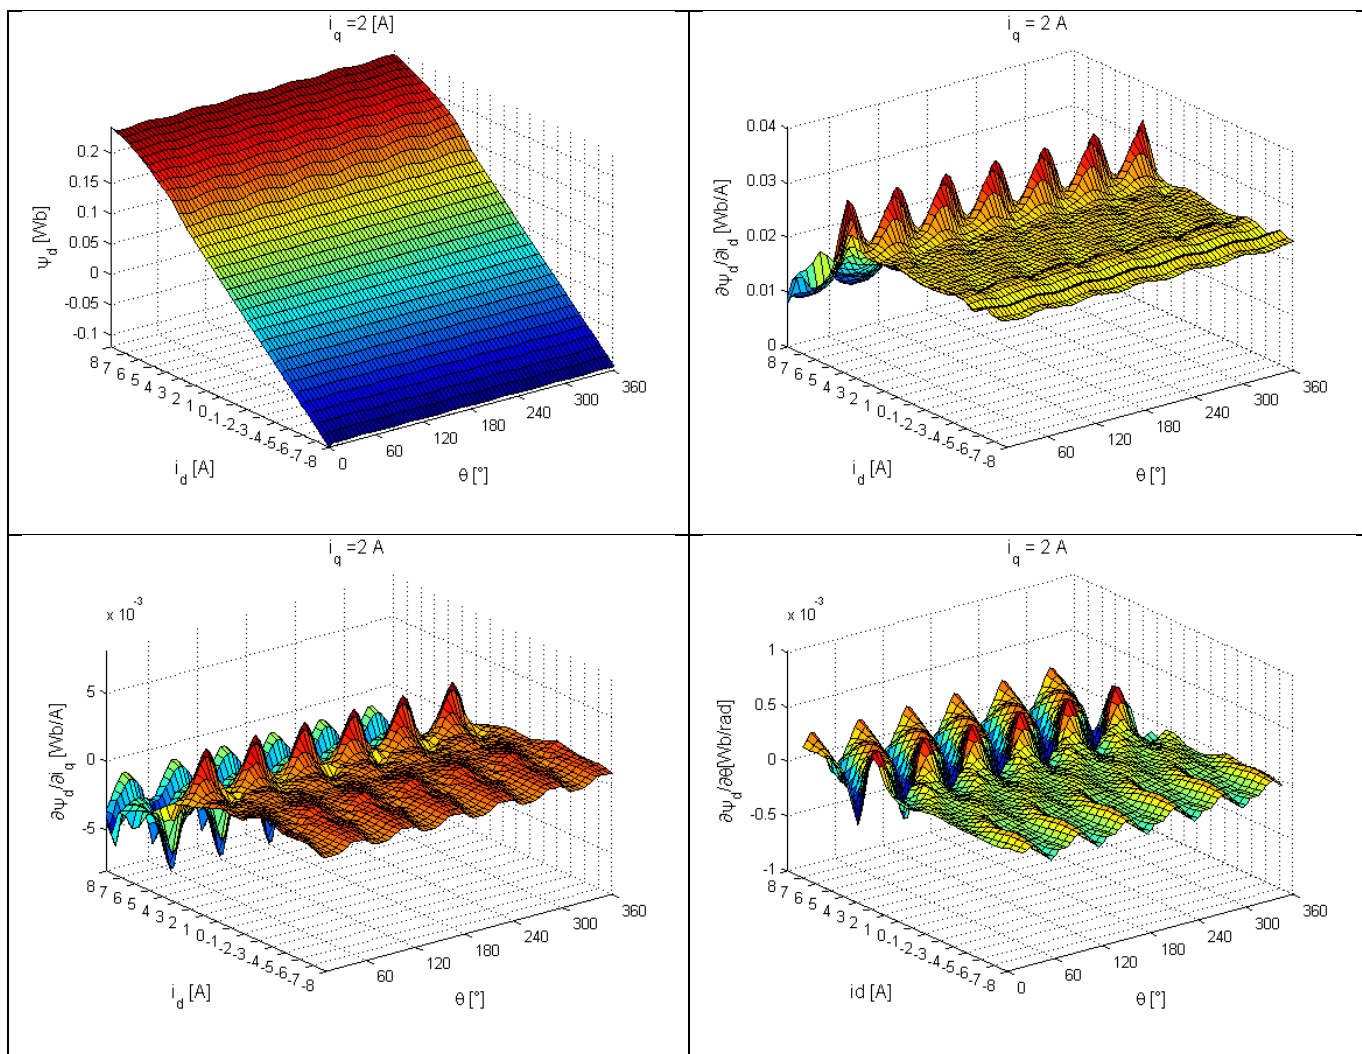 i_q =2 [A]
ψ_d [Wb]
0.2
0.15
0.1
0.05
0
-0.05
-0.1
8 7 6 5 4 3 2 1 0 -1 -2 -3 -4 -5 -6 -7 -8
i_d [A]
0 60 120 180 240 300 360
θ [°]
i_q = 2 A
∂ψ_d/∂i_d [Wb/A]
0.04
0.03
0.02
0.01
0
8 7 6 5 4 3 2 1 0 -1 -2 -3 -4 -5 -6 -7 -8
i_d [A]
60 120 180 240 300 360
θ [°]
i_q =2 A
x 10^-3
∂ψ_d/∂i_q [Wb/A]
5
0
-5
8 7 6 5 4 3 2 1 0 -1 -2 -3 -4 -5 -6 -7 -8
i_d [A]
60 120 180 240 300 360
θ [°]
i_q = 2 A
x 10^-3
∂ψ_d/∂θ[Wb/rad]
1
0.5
0
-0.5
-1
8 7 6 5 4 3 2 1 0 -1 -2 -3 -4 -5 -6 -7 -8
id [A]
0 60 120 180 240 300 360
θ [°]